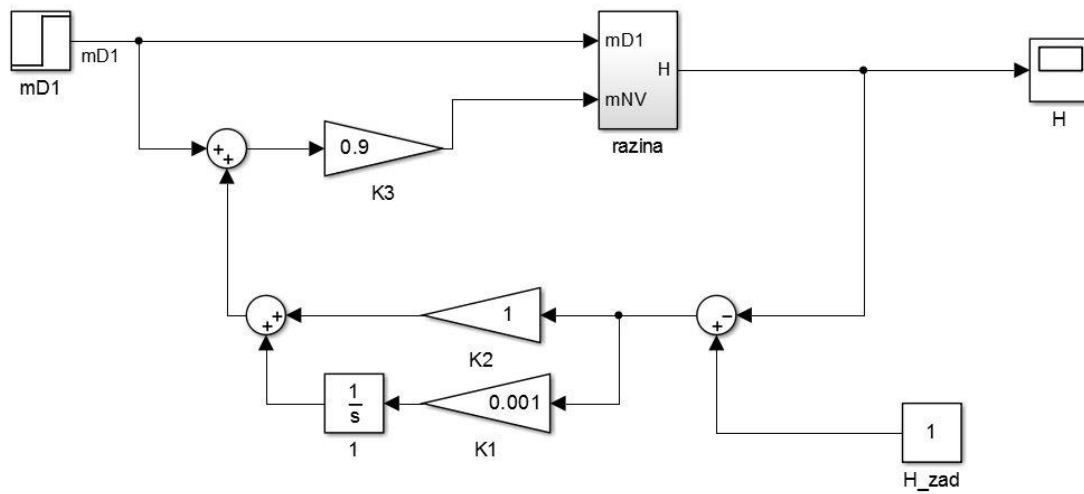 mD1
mD1
mD1
mNV
H
razina
H
+
+
0.9
K3
+
+
1
K2
−
+
1
s
1
0.001
K1
1
H_zad